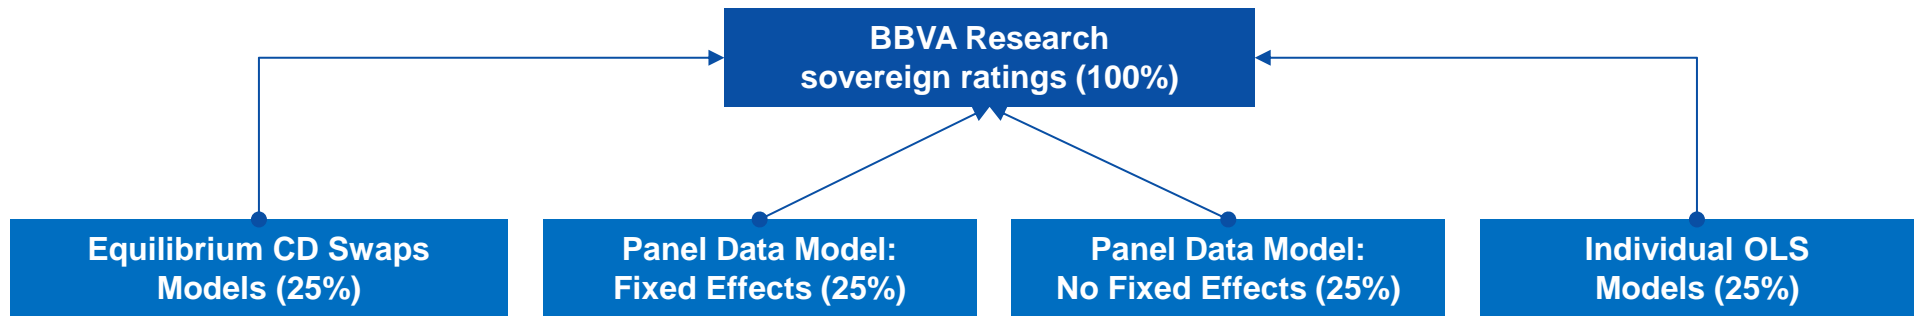 BBVA Research
sovereign ratings (100%)
Equilibrium CD Swaps
Models (25%)
Panel Data Model:
Fixed Effects (25%)
Panel Data Model:
No Fixed Effects (25%)
Individual OLS
Models (25%)